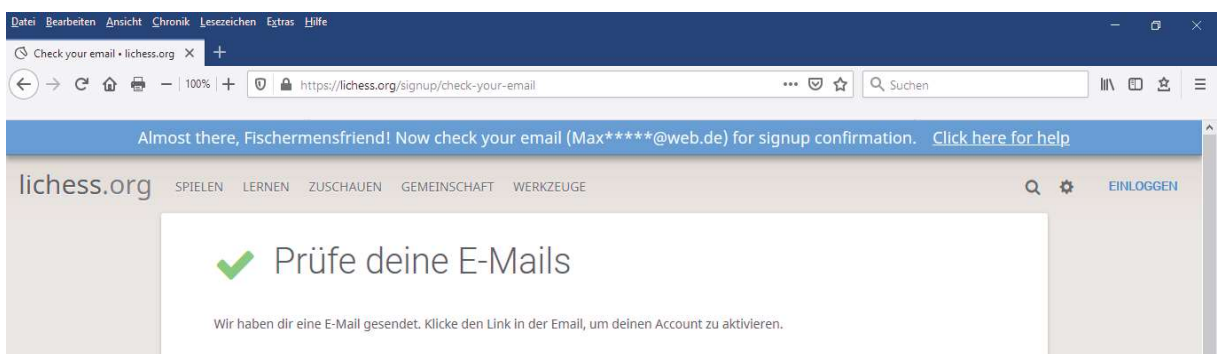 Datei Bearbeiten Ansicht Chronik Lesezeichen Extras Hilfe
Check your email • lichess.org
100% https://lichess.org/signup/check-your-email Suchen
Almost there, Fischermensfriend! Now check your email (Max*****@web.de) for signup confirmation. Click here for help
lichess.org SPIELEN LERNEN ZUSCHAUEN GEMEINSCHAFT WERKZEUGE EINLOGGEN
Prüfe deine E-Mails
Wir haben dir eine E-Mail gesendet. Klicke den Link in der Email, um deinen Account zu aktivieren.